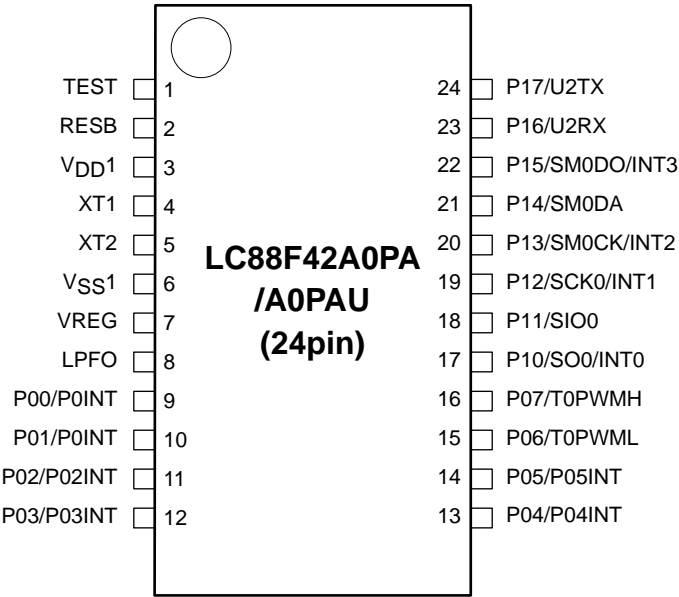 TEST 1 24 P17/U2TX
RESB 2 23 P16/U2RX
VDD1 3 22 P15/SM0DO/INT3
XT1 4 21 P14/SM0DA
XT2 5 20 P13/SM0CK/INT2
VSS1 6 19 P12/SCK0/INT1
VREG 7 18 P11/SIO0
LPFO 8 17 P10/SO0/INT0
P00/P0INT 9 16 P07/T0PWMH
P01/P0INT 10 15 P06/T0PWML
P02/P02INT 11 14 P05/P05INT
P03/P03INT 12 13 P04/P04INT
LC88F42A0PA
/A0PAU
(24pin)